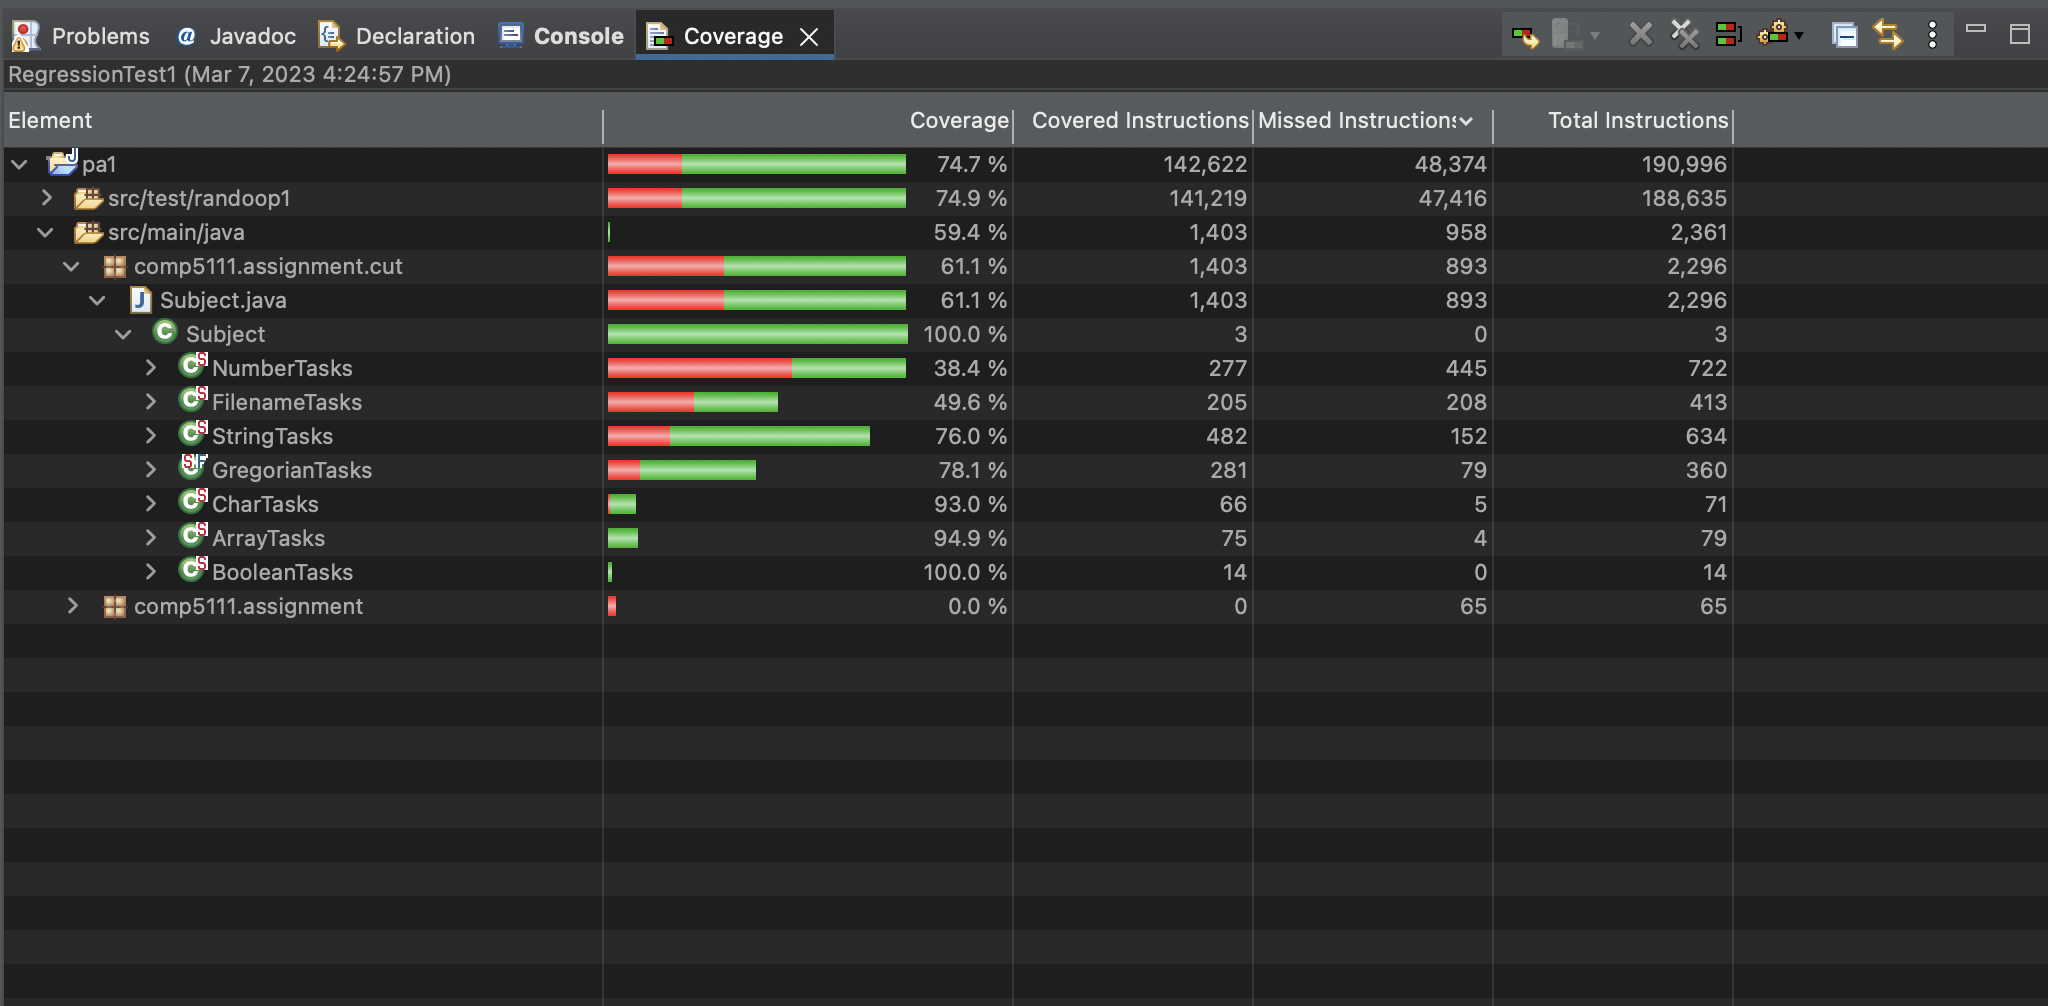 Problems @ Javadoc Declaration Console Coverage
RegressionTest1 (Mar 7, 2023 4:24:57 PM)
Element Coverage Covered Instructions Missed Instructions Total Instructions
pa1 74.7 % 142,622 48,374 190,996
src/test/randoop1 74.9 % 141,219 47,416 188,635
src/main/java 59.4 % 1,403 958 2,361
comp5111.assignment.cut 61.1 % 1,403 893 2,296
Subject.java 61.1 % 1,403 893 2,296
Subject 100.0 % 3 0 3
NumberTasks 38.4 % 277 445 722
FilenameTasks 49.6 % 205 208 413
StringTasks 76.0 % 482 152 634
GregorianTasks 78.1 % 281 79 360
CharTasks 93.0 % 66 5 71
ArrayTasks 94.9 % 75 4 79
BooleanTasks 100.0 % 14 0 14
comp5111.assignment 0.0 % 0 65 65